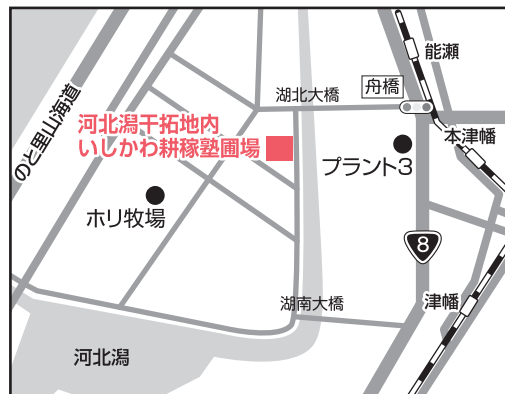 能瀬
舟橋
湖北大橋
のと里山海道
河北潟干拓地内
いしかわ耕稼塾圃場
本津幡
プラント3
ホリ牧場
8
湖南大橋
津幡
河北潟